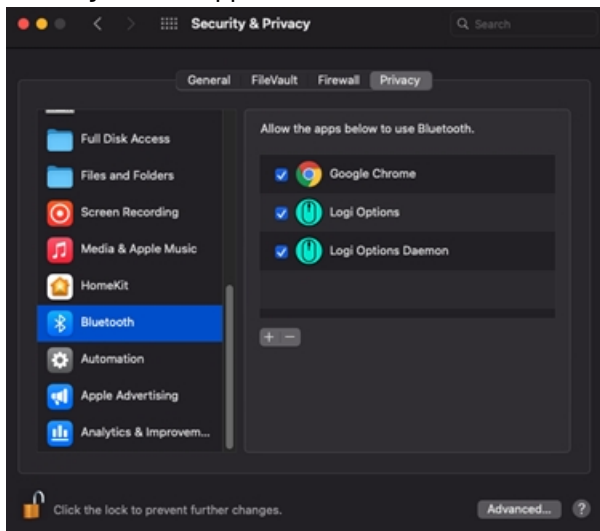 Security & Privacy
Search
General FileVault Firewall Privacy
Allow the apps below to use Bluetooth.
Full Disk Access
Files and Folders
Screen Recording
Media & Apple Music
HomeKit
Bluetooth
Automation
Apple Advertising
Analytics & Improvem...
Google Chrome
Logi Options
Logi Options Daemon
+ −
Click the lock to prevent further changes.
Advanced...
?